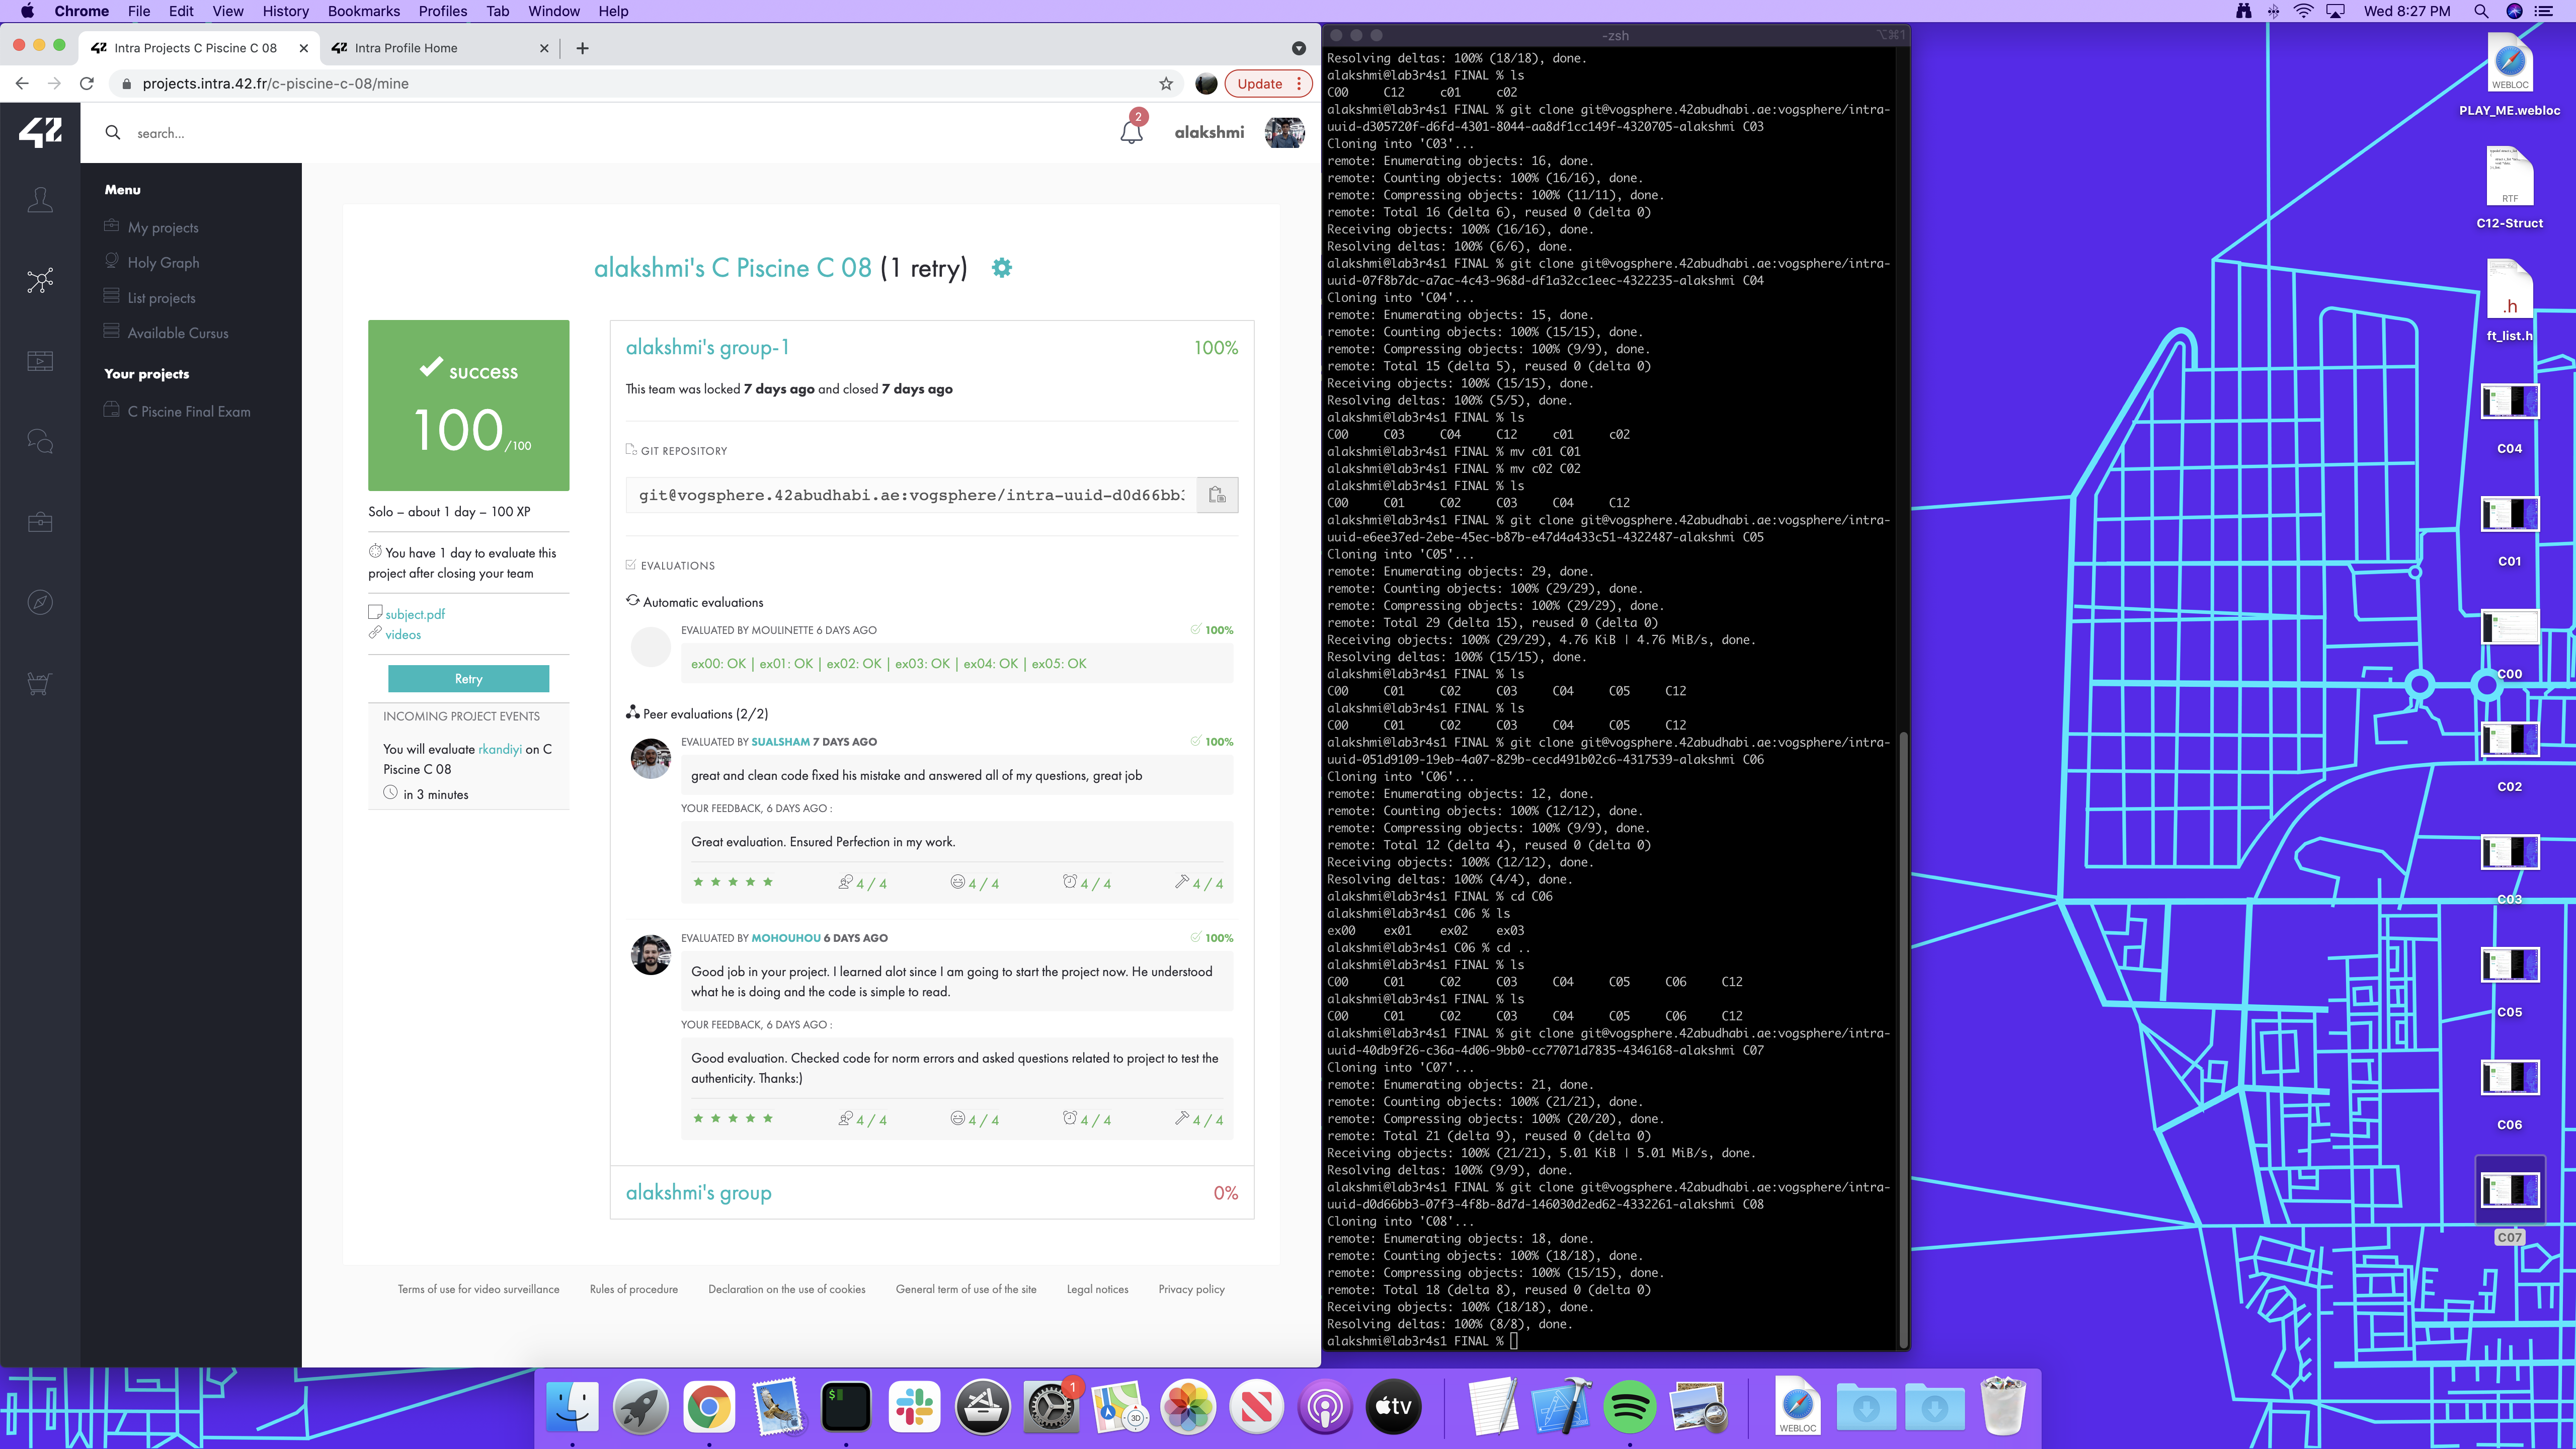 Chrome File Edit View History Bookmarks Profiles Tab Window Help
Wed 8:27 PM
Intra Projects C Piscine C 08
Intra Profile Home
projects.intra.42.fr/c-piscine-c-08/mine
Update
42
search...
2
alakshmi
Menu
My projects
Holy Graph
List projects
Available Cursus
Your projects
C Piscine Final Exam
alakshmi's C Piscine C 08 (1 retry)
success
100/100
Solo – about 1 day – 100 XP
You have 1 day to evaluate this
project after closing your team
subject.pdf
videos
Retry
INCOMING PROJECT EVENTS
You will evaluate rkandiyi on C
Piscine C 08
in 3 minutes
alakshmi's group-1 100%
This team was locked 7 days ago and closed 7 days ago
GIT REPOSITORY
git@vogsphere.42abudhabi.ae:vogsphere/intra-uuid-d0d66bb3
EVALUATIONS
Automatic evaluations
EVALUATED BY MOULINETTE 6 DAYS AGO 100%
ex00: OK | ex01: OK | ex02: OK | ex03: OK | ex04: OK | ex05: OK
Peer evaluations (2/2)
EVALUATED BY SUALSHAM 7 DAYS AGO 100%
great and clean code fixed his mistake and answered all of my questions, great job
YOUR FEEDBACK, 6 DAYS AGO :
Great evaluation. Ensured Perfection in my work.
★ ★ ★ ★ ★ 4 / 4 4 / 4 4 / 4 4 / 4
EVALUATED BY MOHOUHOU 6 DAYS AGO 100%
Good job in your project. I learned alot since I am going to start the project now. He understood
what he is doing and the code is simple to read.
YOUR FEEDBACK, 6 DAYS AGO :
Good evaluation. Checked code for norm errors and asked questions related to project to test the
authenticity. Thanks:)
★ ★ ★ ★ ★ 4 / 4 4 / 4 4 / 4 4 / 4
alakshmi's group 0%
Terms of use for video surveillance Rules of procedure Declaration on the use of cookies General term of use of the site Legal notices Privacy policy
-zsh ⌥⌘1
Resolving deltas: 100% (18/18), done.
alakshmi@lab3r4s1 FINAL % ls
C00 C12 c01 c02
alakshmi@lab3r4s1 FINAL % git clone git@vogsphere.42abudhabi.ae:vogsphere/intra-
uuid-d305720f-d6fd-4301-8044-aa8df1cc149f-4320705-alakshmi C03
Cloning into 'C03'...
remote: Enumerating objects: 16, done.
remote: Counting objects: 100% (16/16), done.
remote: Compressing objects: 100% (11/11), done.
remote: Total 16 (delta 6), reused 0 (delta 0)
Receiving objects: 100% (16/16), done.
Resolving deltas: 100% (6/6), done.
alakshmi@lab3r4s1 FINAL % git clone git@vogsphere.42abudhabi.ae:vogsphere/intra-
uuid-07f8b7dc-a7ac-4c43-968d-df1a32cc1eec-4322235-alakshmi C04
Cloning into 'C04'...
remote: Enumerating objects: 15, done.
remote: Counting objects: 100% (15/15), done.
remote: Compressing objects: 100% (9/9), done.
remote: Total 15 (delta 5), reused 0 (delta 0)
Receiving objects: 100% (15/15), done.
Resolving deltas: 100% (5/5), done.
alakshmi@lab3r4s1 FINAL % ls
C00 C03 C04 C12 c01 c02
alakshmi@lab3r4s1 FINAL % mv c01 C01
alakshmi@lab3r4s1 FINAL % mv c02 C02
alakshmi@lab3r4s1 FINAL % ls
C00 C01 C02 C03 C04 C12
alakshmi@lab3r4s1 FINAL % git clone git@vogsphere.42abudhabi.ae:vogsphere/intra-
uuid-e6ee37ed-2ebe-45ec-b87b-e47d4a433c51-4322487-alakshmi C05
Cloning into 'C05'...
remote: Enumerating objects: 29, done.
remote: Counting objects: 100% (29/29), done.
remote: Compressing objects: 100% (29/29), done.
remote: Total 29 (delta 15), reused 0 (delta 0)
Receiving objects: 100% (29/29), 4.76 KiB | 4.76 MiB/s, done.
Resolving deltas: 100% (15/15), done.
alakshmi@lab3r4s1 FINAL % ls
C00 C01 C02 C03 C04 C05 C12
alakshmi@lab3r4s1 FINAL % ls
C00 C01 C02 C03 C04 C05 C12
alakshmi@lab3r4s1 FINAL % git clone git@vogsphere.42abudhabi.ae:vogsphere/intra-
uuid-051d9109-19eb-4a07-829b-cecd491b02c6-4317539-alakshmi C06
Cloning into 'C06'...
remote: Enumerating objects: 12, done.
remote: Counting objects: 100% (12/12), done.
remote: Compressing objects: 100% (9/9), done.
remote: Total 12 (delta 4), reused 0 (delta 0)
Receiving objects: 100% (12/12), done.
Resolving deltas: 100% (4/4), done.
alakshmi@lab3r4s1 FINAL % cd C06
alakshmi@lab3r4s1 C06 % ls
ex00 ex01 ex02 ex03
alakshmi@lab3r4s1 C06 % cd ..
alakshmi@lab3r4s1 FINAL % ls
C00 C01 C02 C03 C04 C05 C06 C12
alakshmi@lab3r4s1 FINAL % ls
C00 C01 C02 C03 C04 C05 C06 C12
alakshmi@lab3r4s1 FINAL % git clone git@vogsphere.42abudhabi.ae:vogsphere/intra-
uuid-40db9f26-c36a-4d06-9bb0-cc77071d7835-4346168-alakshmi C07
Cloning into 'C07'...
remote: Enumerating objects: 21, done.
remote: Counting objects: 100% (21/21), done.
remote: Compressing objects: 100% (20/20), done.
remote: Total 21 (delta 9), reused 0 (delta 0)
Receiving objects: 100% (21/21), 5.01 KiB | 5.01 MiB/s, done.
Resolving deltas: 100% (9/9), done.
alakshmi@lab3r4s1 FINAL % git clone git@vogsphere.42abudhabi.ae:vogsphere/intra-
uuid-d0d66bb3-07f3-4f8b-8d7d-146030d2ed62-4332261-alakshmi C08
Cloning into 'C08'...
remote: Enumerating objects: 18, done.
remote: Counting objects: 100% (18/18), done.
remote: Compressing objects: 100% (15/15), done.
remote: Total 18 (delta 8), reused 0 (delta 0)
Receiving objects: 100% (18/18), done.
Resolving deltas: 100% (8/8), done.
alakshmi@lab3r4s1 FINAL %
WEBLOC
PLAY_ME.webloc
RTF
C12-Struct
.h
ft_list.h
C04
C01
C00
C02
C03
C05
C06
C07
$
1
3D
tv
WEBLOC